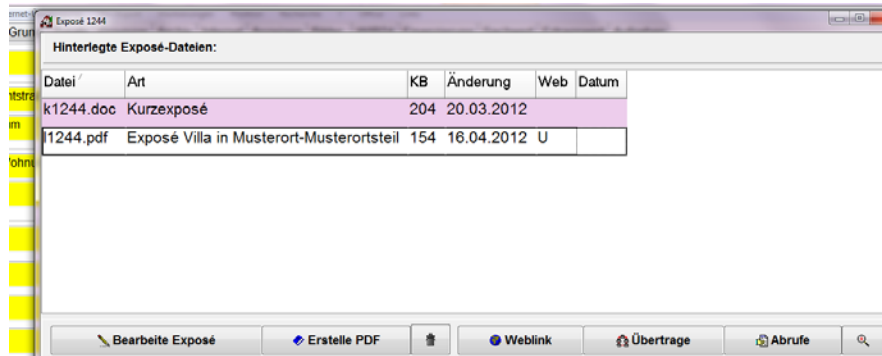 Exposé 1244
Grun
Hinterlegte Exposé-Dateien:
Datei Art KB Änderung Web Datum
k1244.doc Kurzexposé 204 20.03.2012
l1244.pdf Exposé Villa in Musterort-Musterortsteil 154 16.04.2012 U
Bearbeite Exposé Erstelle PDF Weblink Übertrage Abrufe